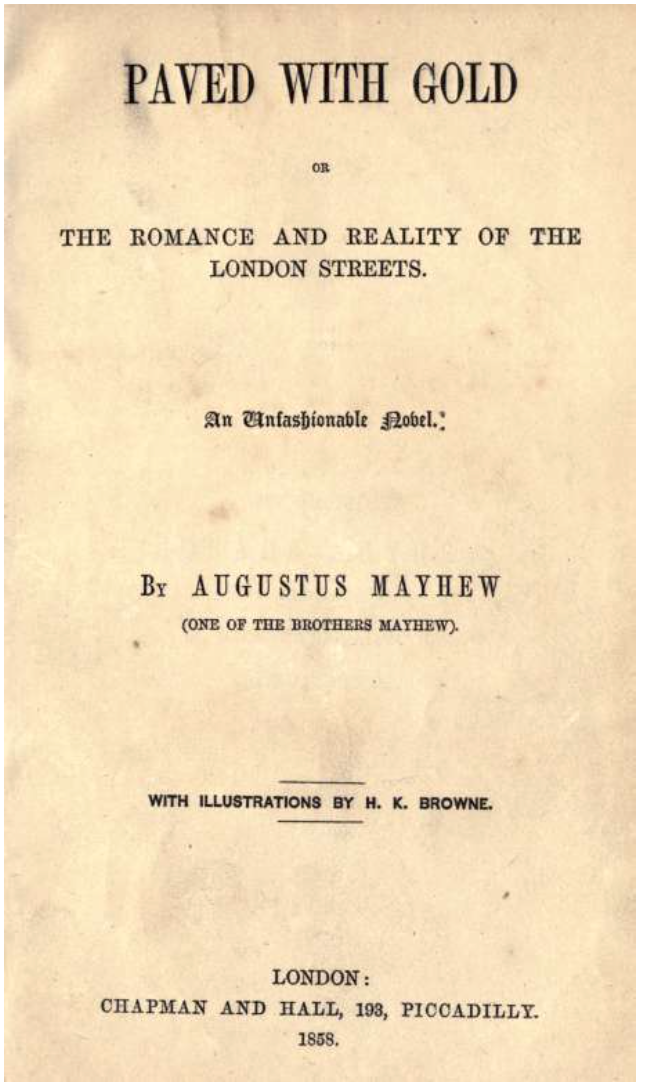 PAVED WITH GOLD
OR
THE ROMANCE AND REALITY OF THE
LONDON STREETS.
An Unfashionable Novel.
BY AUGUSTUS MAYHEW
(ONE OF THE BROTHERS MAYHEW).
WITH ILLUSTRATIONS BY H. K. BROWNE.
LONDON:
CHAPMAN AND HALL, 193, PICCADILLY.
1858.